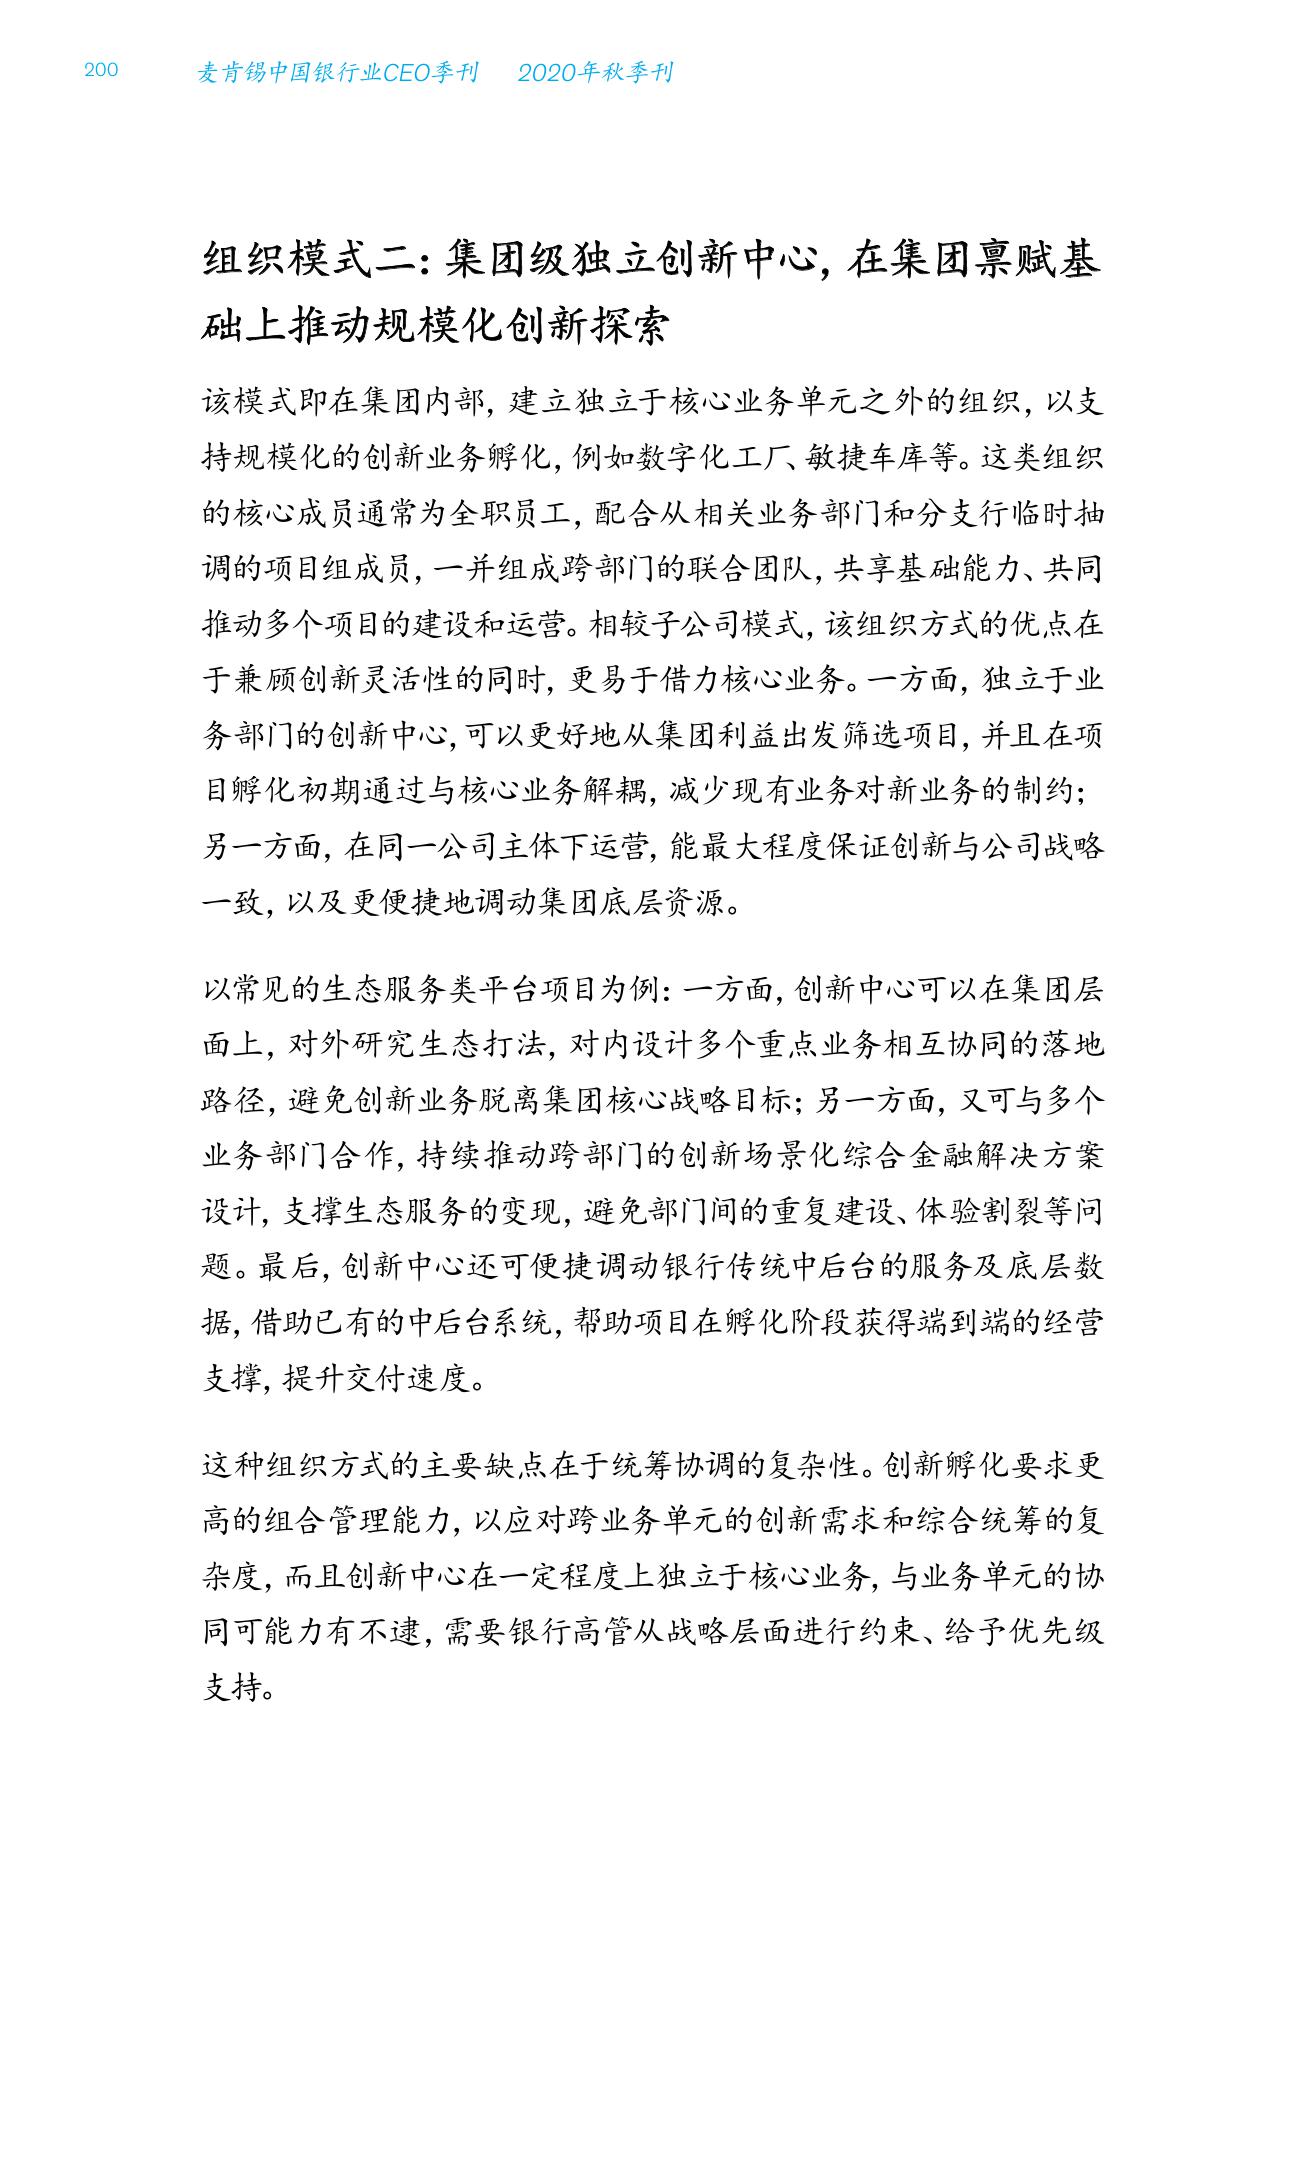 200 麦肯锡中国银行业CEO季刊 2020年秋季刊
组织模式二：集团级独立创新中心，在集团禀赋基
础上推动规模化创新探索
该模式即在集团内部，建立独立于核心业务单元之外的组织，以支
持规模化的创新业务孵化，例如数字化工厂、敏捷车库等。这类组织
的核心成员通常为全职员工，配合从相关业务部门和分支行临时抽
调的项目组成员，一并组成跨部门的联合团队，共享基础能力、共同
推动多个项目的建设和运营。相较子公司模式，该组织方式的优点在
于兼顾创新灵活性的同时，更易于借力核心业务。一方面，独立于业
务部门的创新中心，可以更好地从集团利益出发筛选项目，并且在项
目孵化初期通过与核心业务解耦，减少现有业务对新业务的制约；
另一方面，在同一公司主体下运营，能最大程度保证创新与公司战略
一致，以及更便捷地调动集团底层资源。
以常见的生态服务类平台项目为例：一方面，创新中心可以在集团层
面上，对外研究生态打法，对内设计多个重点业务相互协同的落地
路径，避免创新业务脱离集团核心战略目标；另一方面，又可与多个
业务部门合作，持续推动跨部门的创新场景化综合金融解决方案
设计，支撑生态服务的变现，避免部门间的重复建设、体验割裂等问
题。最后，创新中心还可便捷调动银行传统中后台的服务及底层数
据，借助已有的中后台系统，帮助项目在孵化阶段获得端到端的经营
支撑，提升交付速度。
这种组织方式的主要缺点在于统筹协调的复杂性。创新孵化要求更
高的组合管理能力，以应对跨业务单元的创新需求和综合统筹的复
杂度，而且创新中心在一定程度上独立于核心业务，与业务单元的协
同可能力有不逮，需要银行高管从战略层面进行约束、给予优先级
支持。